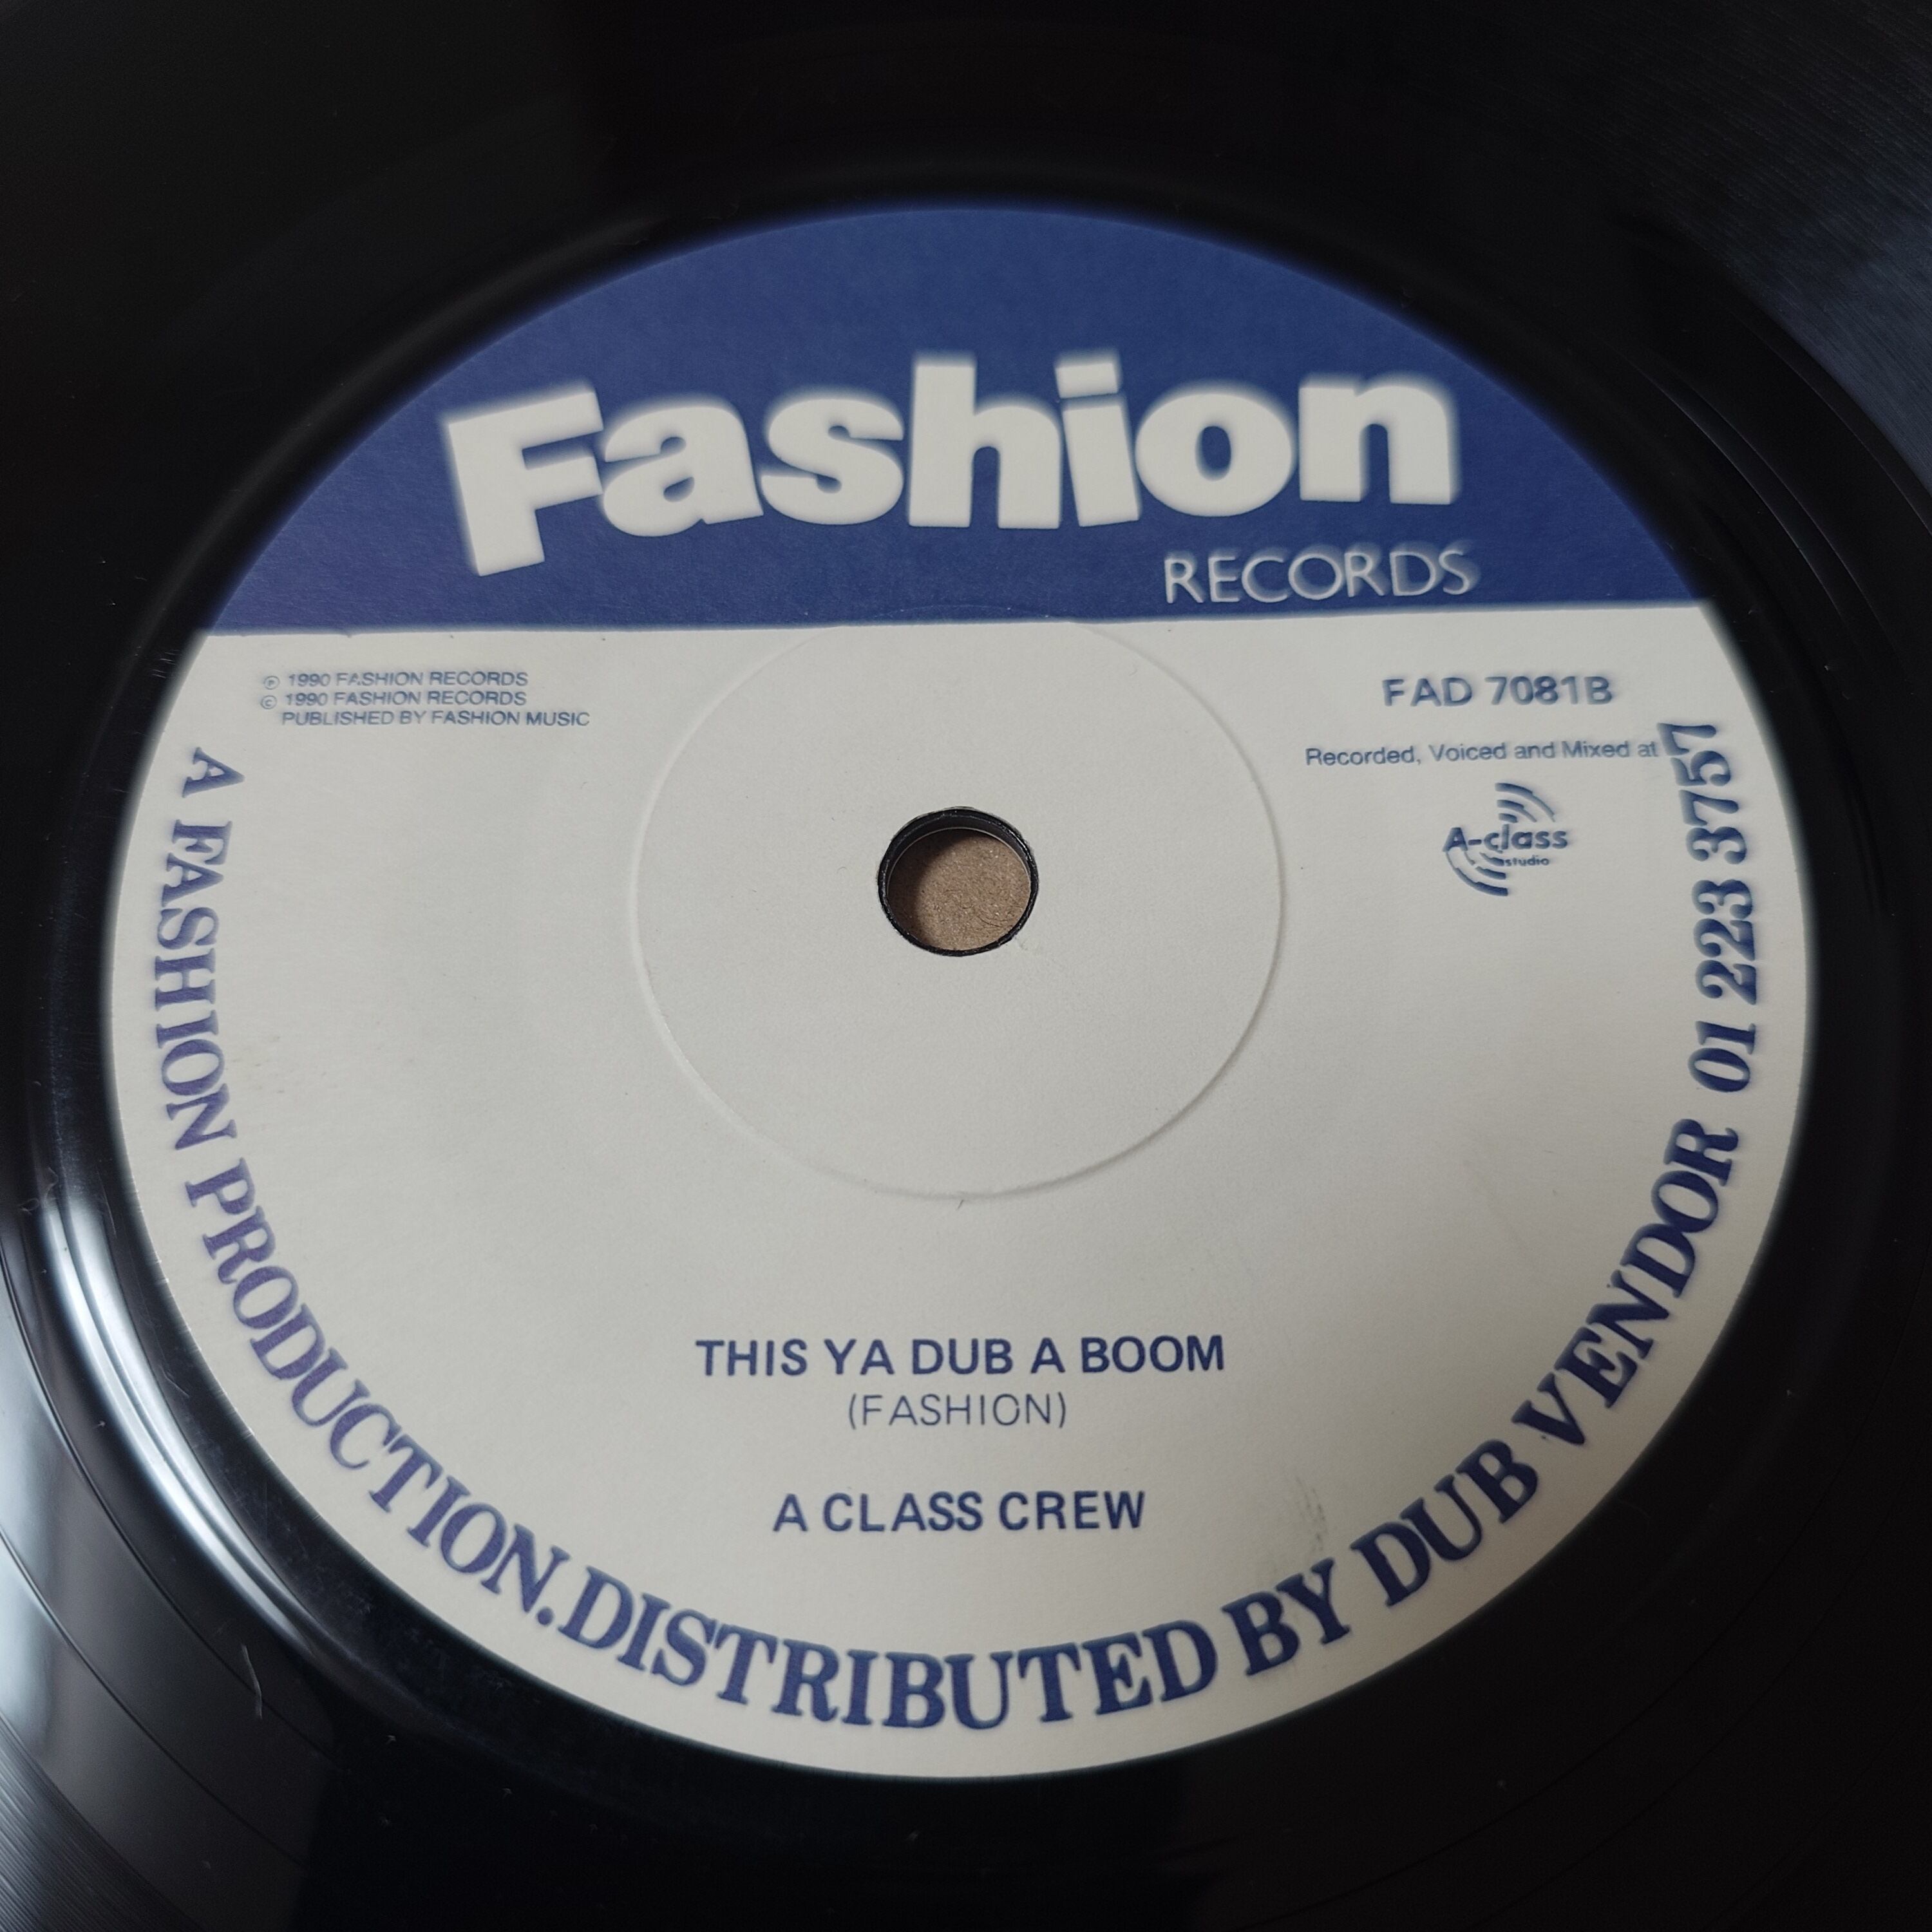 Fashion
RECORDS
℗ 1990 FASHION RECORDS
© 1990 FASHION RECORDS
PUBLISHED BY FASHION MUSIC
FAD 7081B
Recorded, Voiced and Mixed at
A-class
studio
THIS YA DUB A BOOM
(FASHION)
A CLASS CREW
A FASHION PRODUCTION. DISTRIBUTED BY DUB VENDOR 01 223 3757